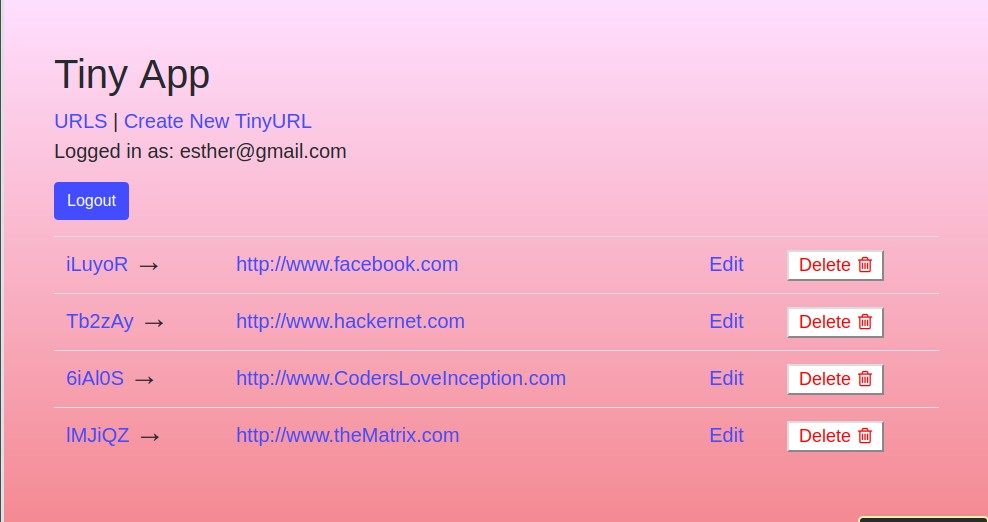 Tiny App
URLS | Create New TinyURL
Logged in as: esther@gmail.com
Logout
iLuyoR → http://www.facebook.com Edit Delete
Tb2zAy → http://www.hackernet.com Edit Delete
6iAl0S → http://www.CodersLoveInception.com Edit Delete
lMJiQZ → http://www.theMatrix.com Edit Delete